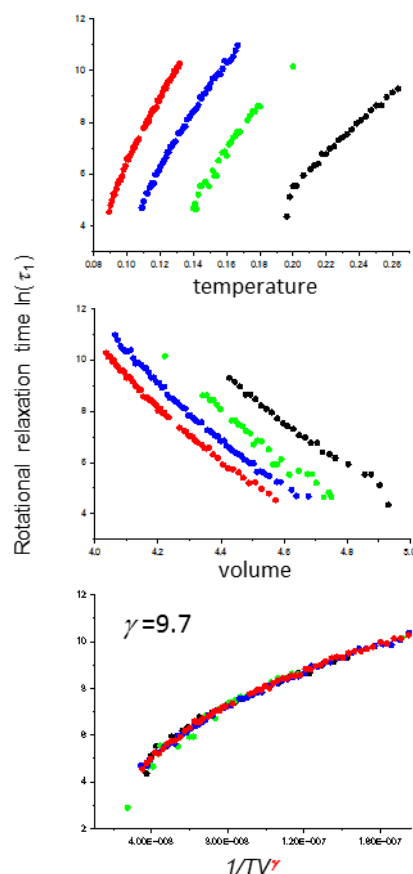 12
10
8
6
4
0.08 0.10 0.12 0.14 0.16 0.18 0.20 0.22 0.24 0.26
temperature
Rotational relaxation time ln(τ₁)
12
10
8
6
4
4.0 4.2 4.4 4.6 4.8 5.0
volume
γ =9.7
12
10
8
6
4
2
4.00E-008 8.00E-008 1.20E-007 1.60E-007
1/TVᵞ